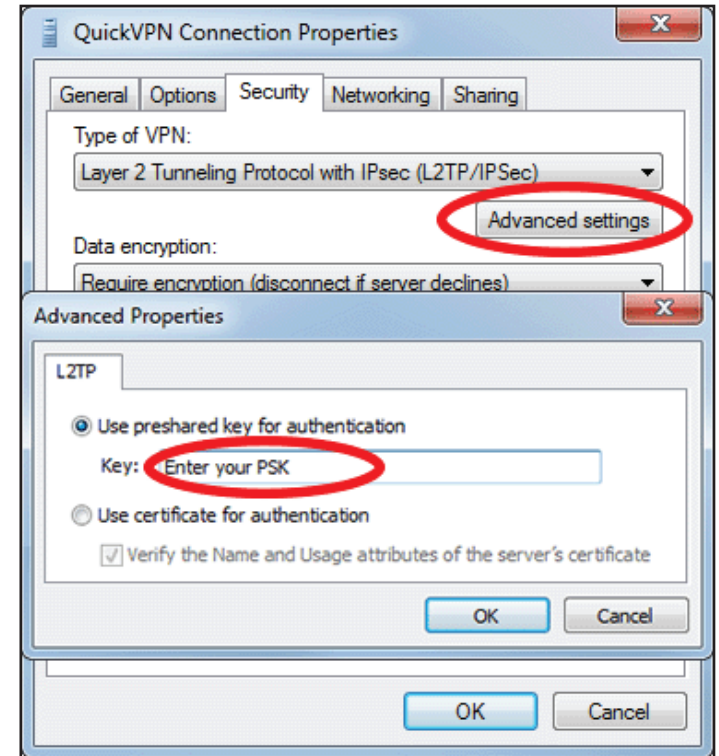 QuickVPN Connection Properties
General Options Security Networking Sharing
Type of VPN:
Layer 2 Tunneling Protocol with IPsec (L2TP/IPSec)
Advanced settings
Data encryption:
Require encryption (disconnect if server declines)
Advanced Properties
L2TP
Use preshared key for authentication
Key: Enter your PSK
Use certificate for authentication
Verify the Name and Usage attributes of the server's certificate
OK Cancel
OK Cancel